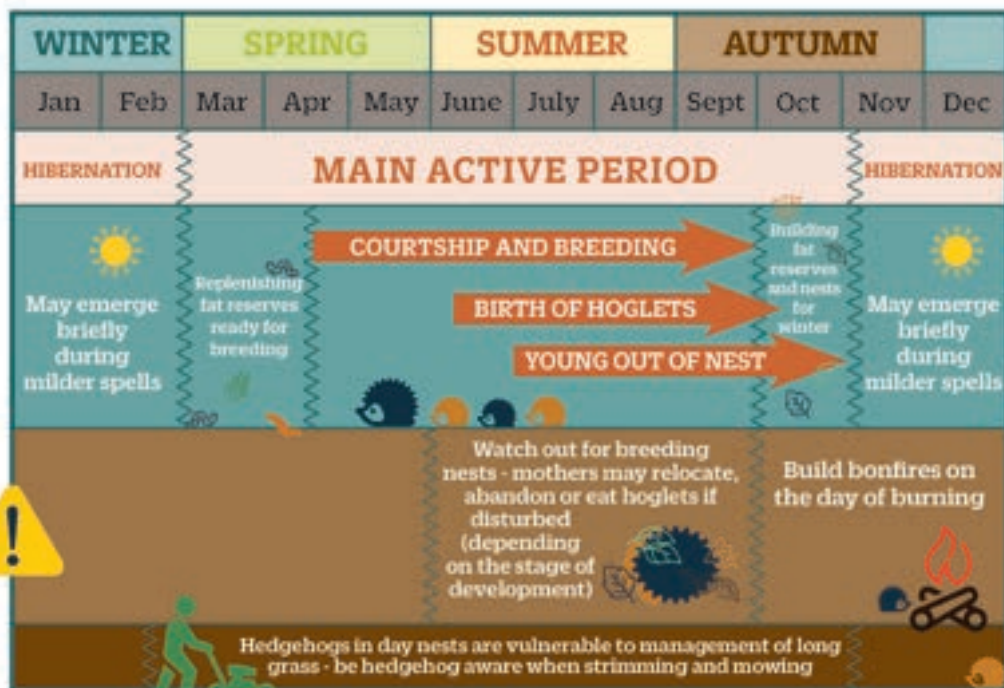 WINTER SPRING SUMMER AUTUMN
Jan Feb Mar Apr May June July Aug Sept Oct Nov Dec
HIBERNATION MAIN ACTIVE PERIOD HIBERNATION
May emerge
briefly
during
milder spells
Replenishing
fat reserves
ready for
breeding
COURTSHIP AND BREEDING
BIRTH OF HOGLETS
YOUNG OUT OF NEST
Building
fat
reserves
and nests
for
winter
May emerge
briefly
during
milder spells
!
Watch out for breeding
nests - mothers may relocate,
abandon or eat hoglets if
disturbed
(depending
on the stage of
development)
Build bonfires on
the day of burning
Hedgehogs in day nests are vulnerable to management of long
grass - be hedgehog aware when strimming and mowing